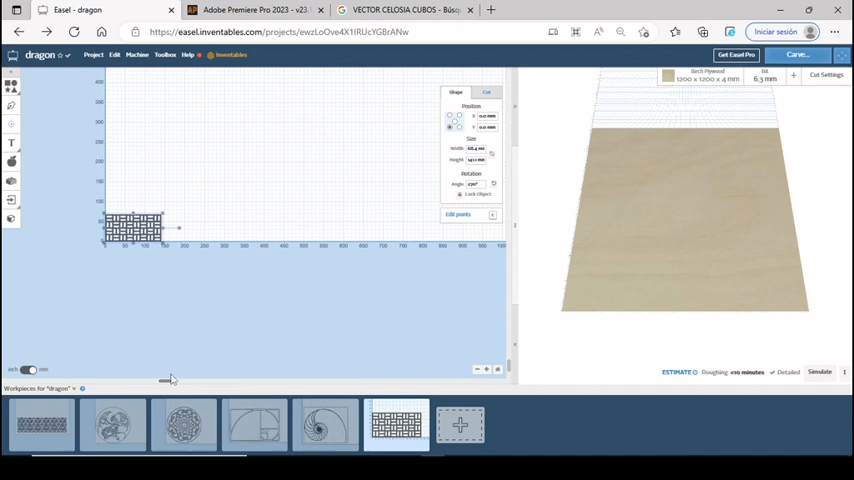 Easel - dragon
Adobe Premiere Pro 2023 - v23.1
VECTOR CELOSIA CUBOS - Búsq
https://easel.inventables.com/projects/ewzLoOve4X1IRUcYGBrANw
Iniciar sesión
dragon
Project Edit Machine Toolbox Help Inventables
Get Easel Pro
Carve...
Birch Plywood
1200 x 1200 x 4 mm
Bit
6.3 mm
Cut Settings
Shape Cut
Position
X 0.0 mm
Y 0.0 mm
Size
Width
Height
Rotation
Angle 270°
Lock Object
Edit points
400
350
300
250
200
150
100
50
0 50 100 150 200 250 300 350 400 450 500 550 600 650 700 750 800 850 900 950
inch mm
ESTIMATE Roughing: <10 minutes Detailed Simulate
Workpieces for "dragon"